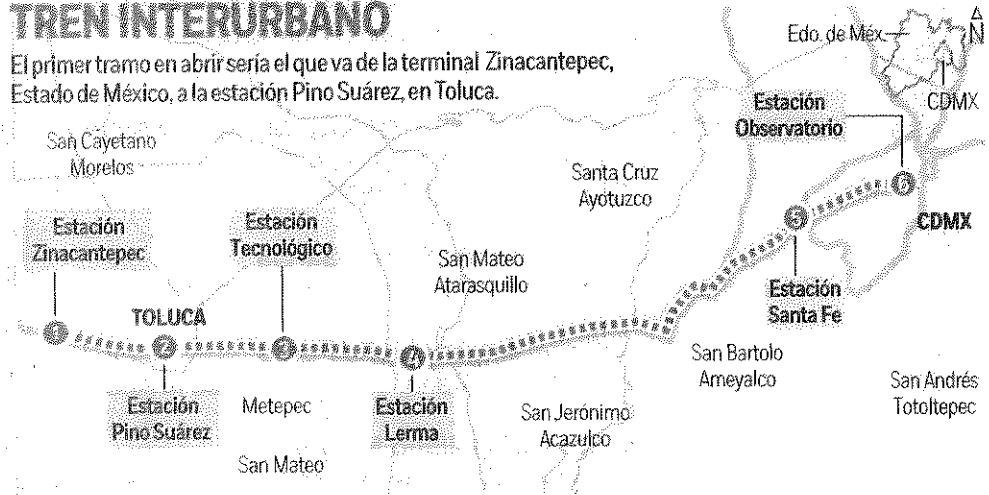 TREN INTERURBANO
El primer tramo en abrir sería el que va de la terminal Zinacantepec,
Estado de México, a la estación Pino Suárez, en Toluca.
Edo. de Méx.
N
CDMX
Estación
Observatorio
San Cayetano
Morelos
Santa Cruz
Ayotuzco
6
5
CDMX
Estación
Zinacantepec
Estación
Tecnológico
San Mateo
Atarasquillo
Estación
Santa Fe
TOLUCA
1
2
3
4
San Bartolo
Ameyalco
San Andrés
Totoltepec
Estación
Pino Suárez
Metepec
Estación
Lerma
San Jerónimo
Acazulco
San Mateo